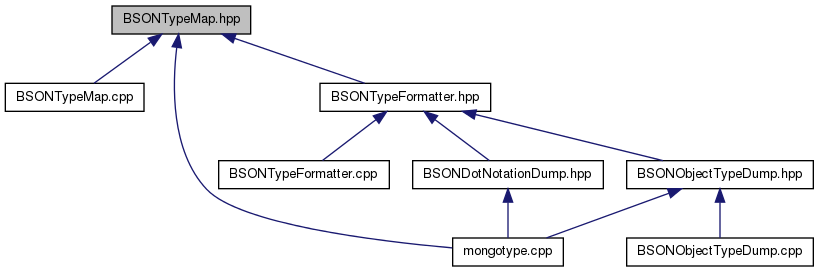 BSONTypeMap.hpp
BSONTypeMap.cpp
BSONTypeFormatter.hpp
BSONTypeFormatter.cpp
BSONDotNotationDump.hpp
BSONObjectTypeDump.hpp
mongotype.cpp
BSONObjectTypeDump.cpp